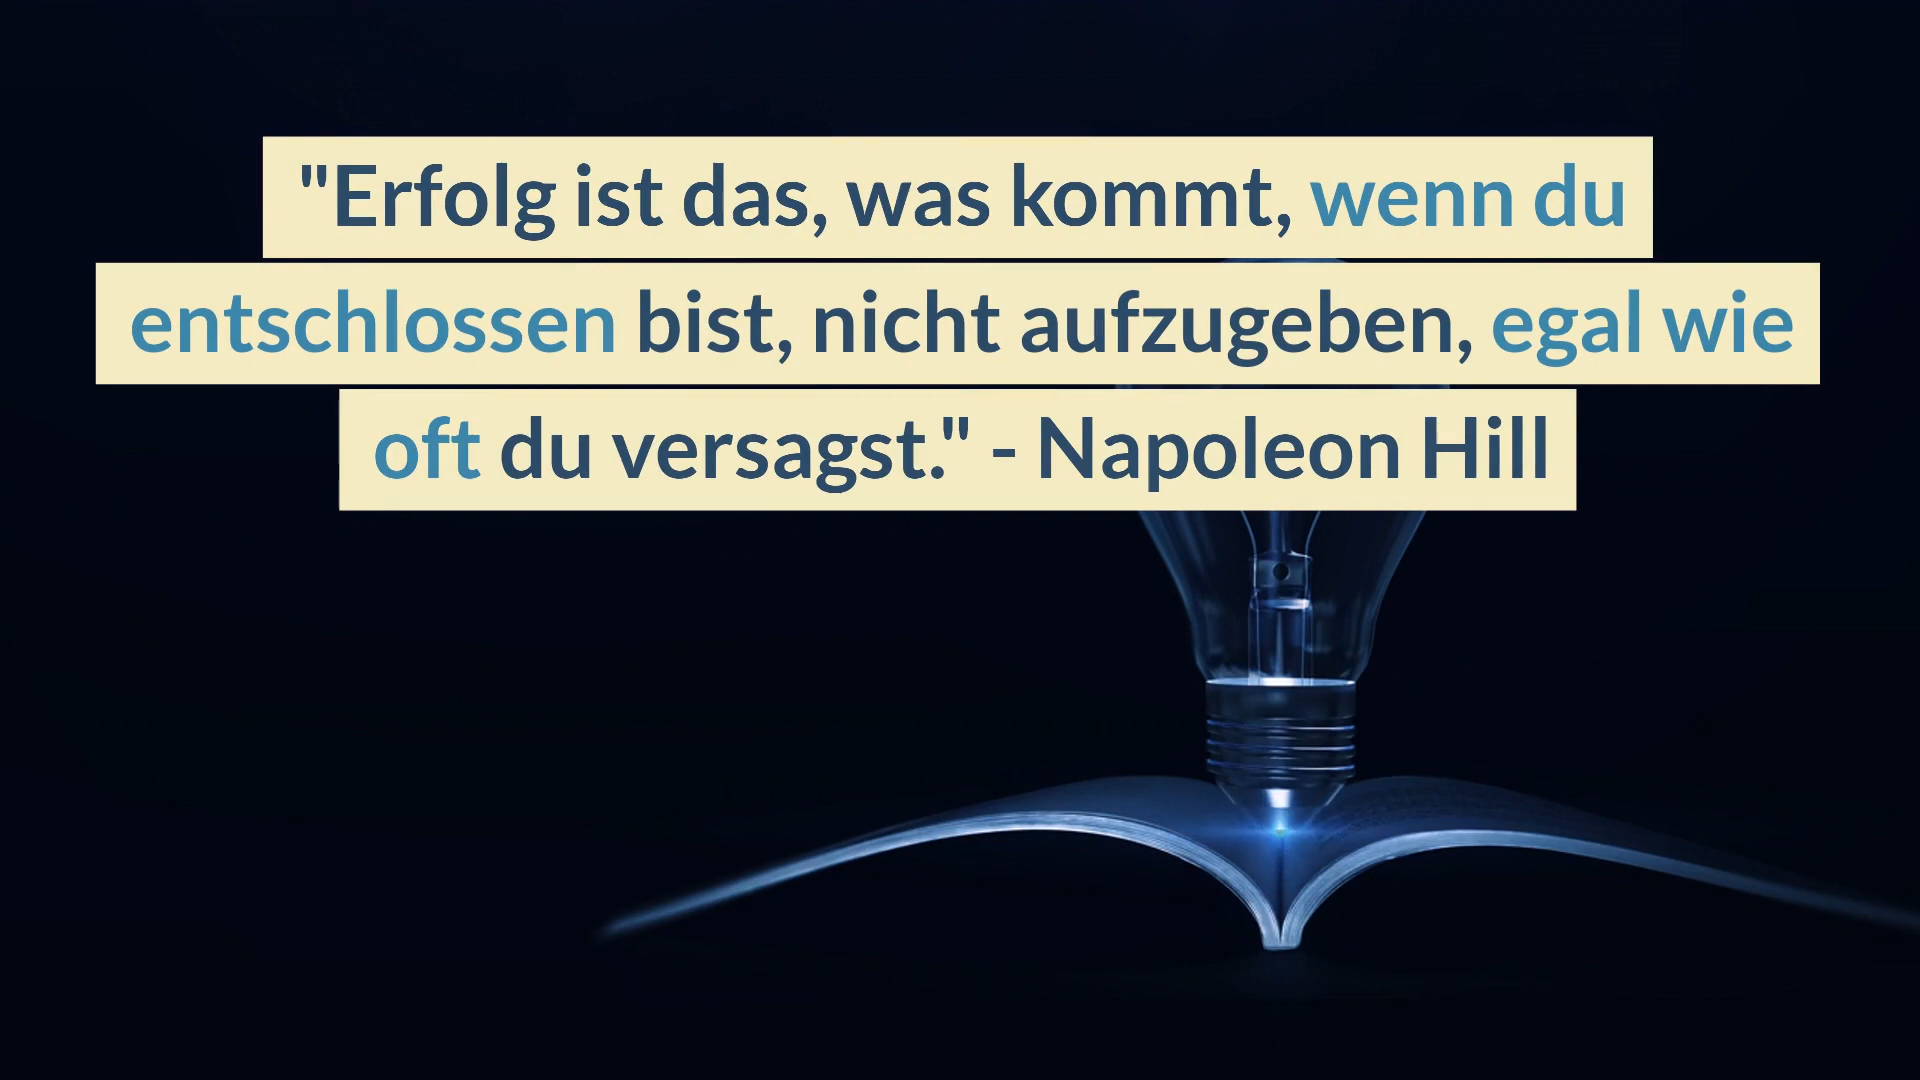 "Erfolg ist das, was kommt, wenn du
entschlossen bist, nicht aufzugeben, egal wie
oft du versagst." - Napoleon Hill